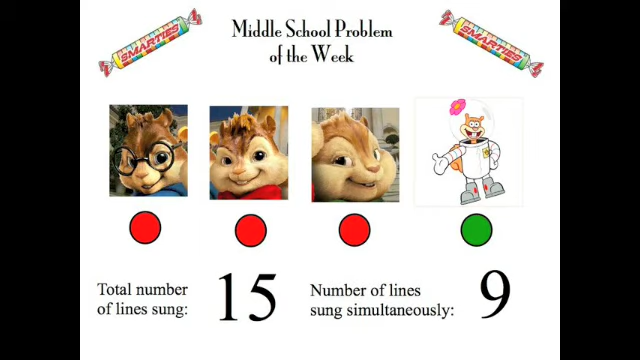 Middle School Problem
of the Week
SMARTIES
SMARTIES
Total number
of lines sung:
15
Number of lines
sung simultaneously:
9